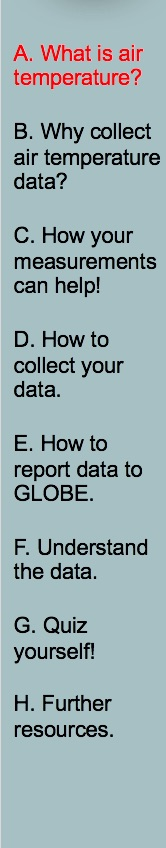 A. What is air
temperature?
B. Why collect
air temperature
data?
C. How your
measurements
can help!
D. How to
collect your
data.
E. How to
report data to
GLOBE.
F. Understand
the data.
G. Quiz
yourself!
H. Further
resources.